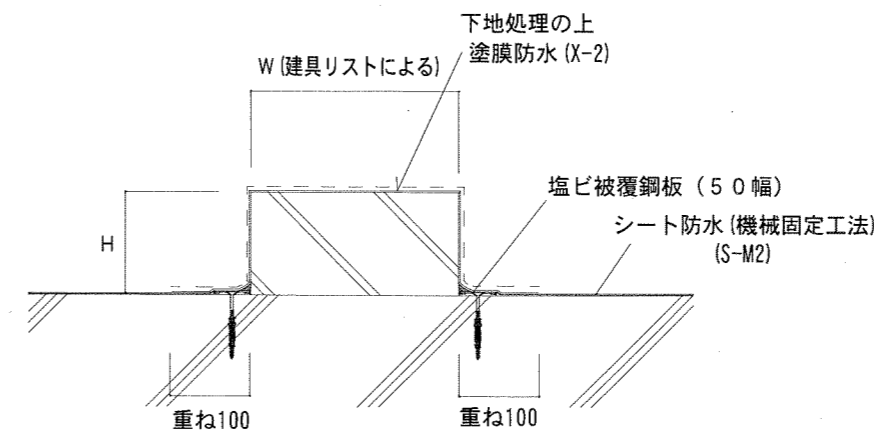 下地処理の上
塗膜防水(X-2)
W(建具リストによる)
塩ビ被覆鋼板(50幅)
シート防水(機械固定工法)
(S-M2)
H
重ね100
重ね100